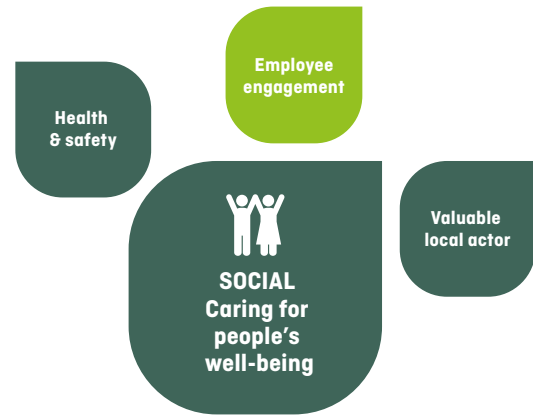 Employee
engagement
Health
& safety
Valuable
local actor
SOCIAL
Caring for
people's
well-being